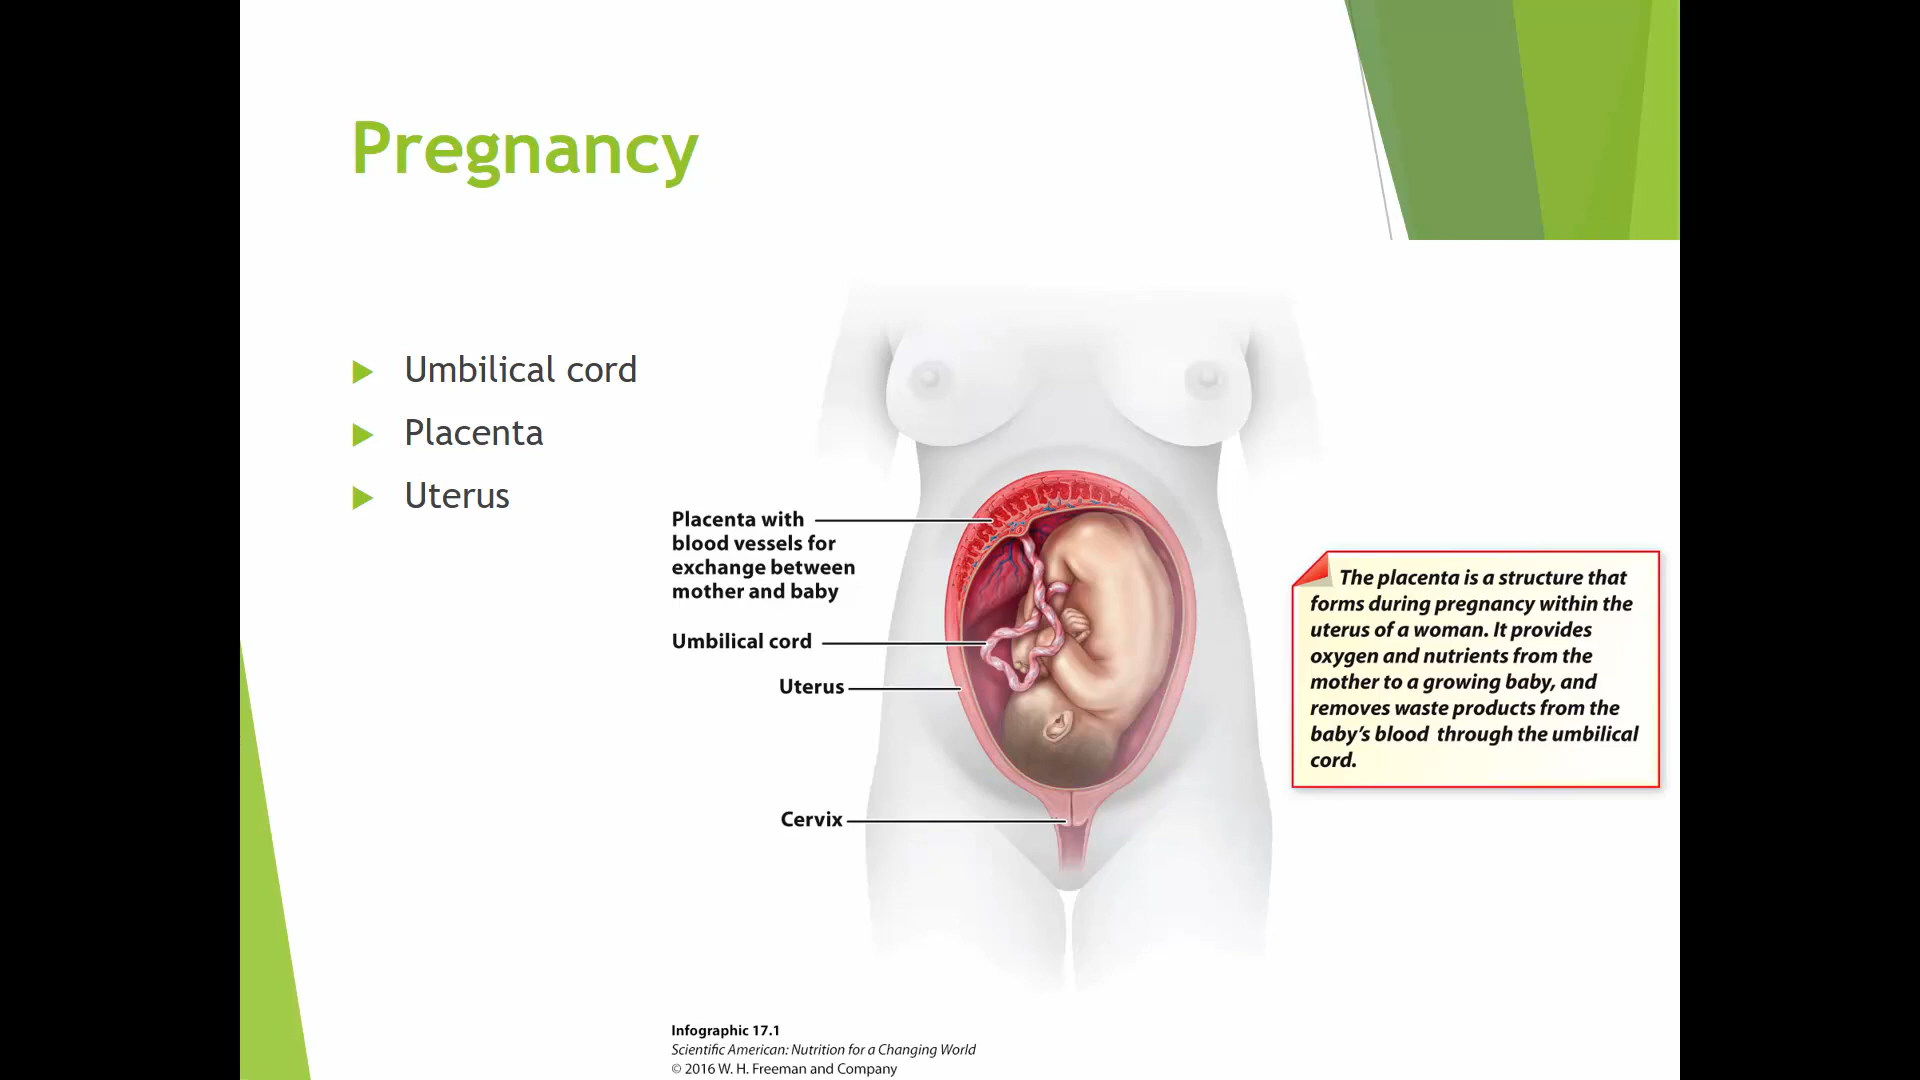 Pregnancy
Umbilical cord
Placenta
Uterus
Placenta with
blood vessels for
exchange between
mother and baby
Umbilical cord
Uterus
Cervix
The placenta is a structure that
forms during pregnancy within the
uterus of a woman. It provides
oxygen and nutrients from the
mother to a growing baby, and
removes waste products from the
baby's blood through the umbilical
cord.
Infographic 17.1
Scientific American: Nutrition for a Changing World
© 2016 W. H. Freeman and Company